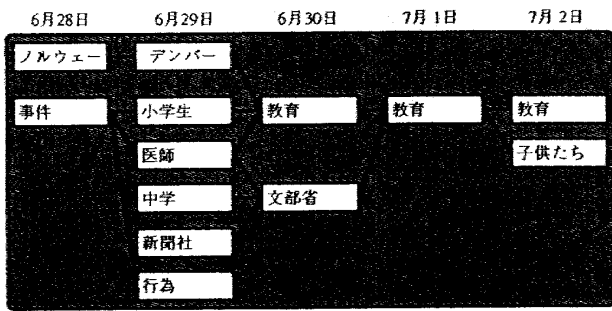 6月28日 6月29日 6月30日 7月1日 7月2日
ノルウェー デンバー
事件 小学生 教育 教育 教育
医師 子供たち
中学 文部省
新聞社
行為